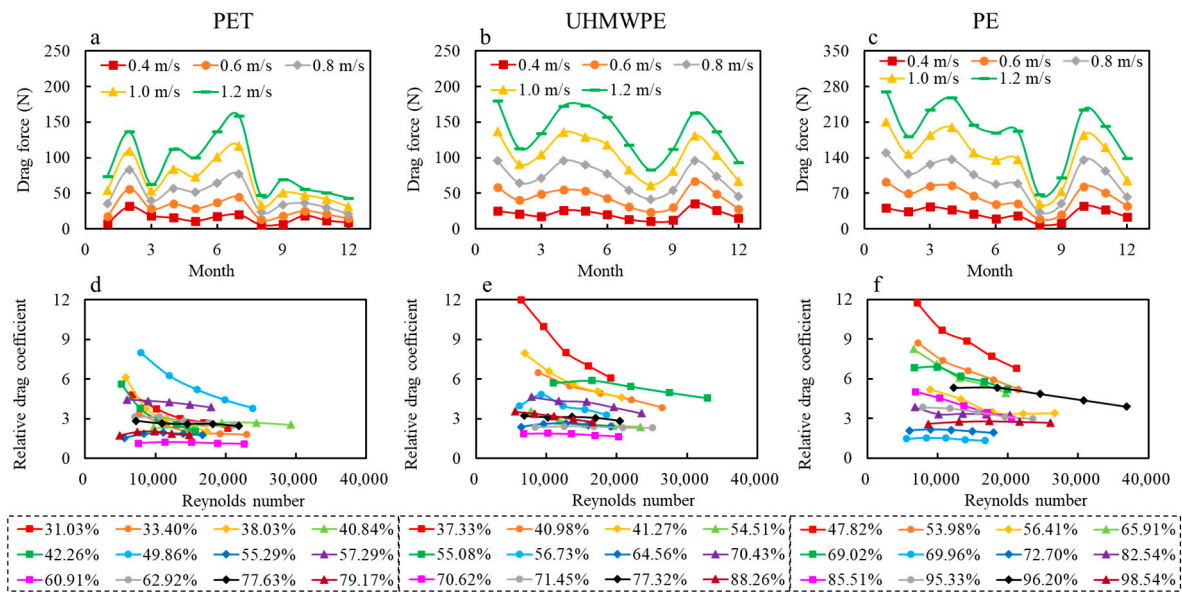 PET UHMWPE PE
a b c
250 250 350
0.4 m/s 0.6 m/s 0.8 m/s 0.4 m/s 0.6 m/s 0.8 m/s 0.4 m/s 0.6 m/s 0.8 m/s
200 200 280
1.0 m/s 1.2 m/s 1.0 m/s 1.2 m/s 1.0 m/s 1.2 m/s
150 150 210
Drag force (N) Drag force (N) Drag force (N)
100 100 140
50 50 70
0 0 0
0 3 6 9 12 0 3 6 9 12 0 3 6 9 12
Month Month Month
d e f
12 12 12
9 9 9
Relative drag coefficient Relative drag coefficient Relative drag coefficient
6 6 6
3 3 3
0 0 0
10,000 20,000 30,000 40,000 0 10,000 20,000 30,000 40,000 0 10,000 20,000 30,000 40,000
Reynolds number Reynolds number Reynolds number
31.03% 33.40% 38.03% 40.84% 37.33% 40.98% 41.27% 54.51% 47.82% 53.98% 56.41% 65.91%
42.26% 49.86% 55.29% 57.29% 55.08% 56.73% 64.56% 70.43% 69.02% 69.96% 72.70% 82.54%
60.91% 62.92% 77.63% 79.17% 70.62% 71.45% 77.32% 88.26% 85.51% 95.33% 96.20% 98.54%